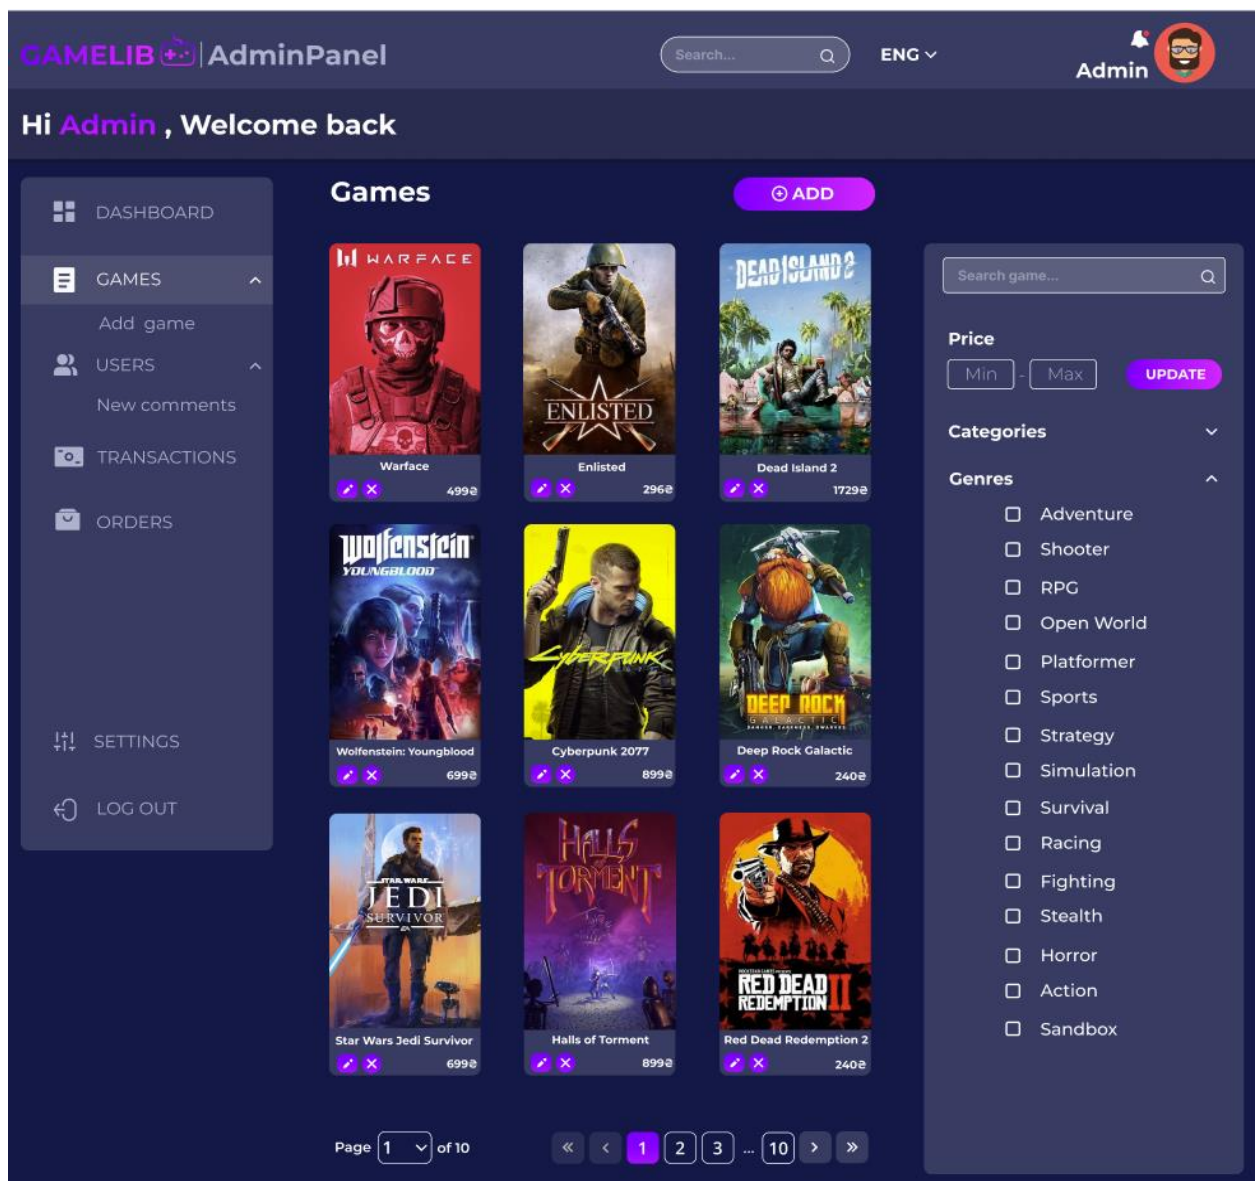 GAMELIB | AdminPanel
Search...
ENG
Admin
Hi Admin , Welcome back
DASHBOARD
GAMES
Add game
USERS
New comments
TRANSACTIONS
ORDERS
SETTINGS
LOG OUT
Games
ADD
WARFACE
Warface
499₴
ENLISTED
Enlisted
296₴
DEAD ISLAND 2
Dead Island 2
1729₴
Wolfenstein
YOUNGBLOOD
Wolfenstein: Youngblood
699₴
Cyberpunk
Cyberpunk 2077
899₴
DEEP ROCK
GALACTIC
DANGER. DARKNESS. DWARVES.
Deep Rock Galactic
240₴
STAR WARS
JEDI
SURVIVOR
Star Wars Jedi Survivor
699₴
HALLS
OF
TORMENT
Halls of Torment
899₴
RED DEAD
REDEMPTION II
Red Dead Redemption 2
240₴
Page 1 of 10
« < 1 2 3 ... 10 > »
Search game...
Price
Min - Max
UPDATE
Categories
Genres
Adventure
Shooter
RPG
Open World
Platformer
Sports
Strategy
Simulation
Survival
Racing
Fighting
Stealth
Horror
Action
Sandbox